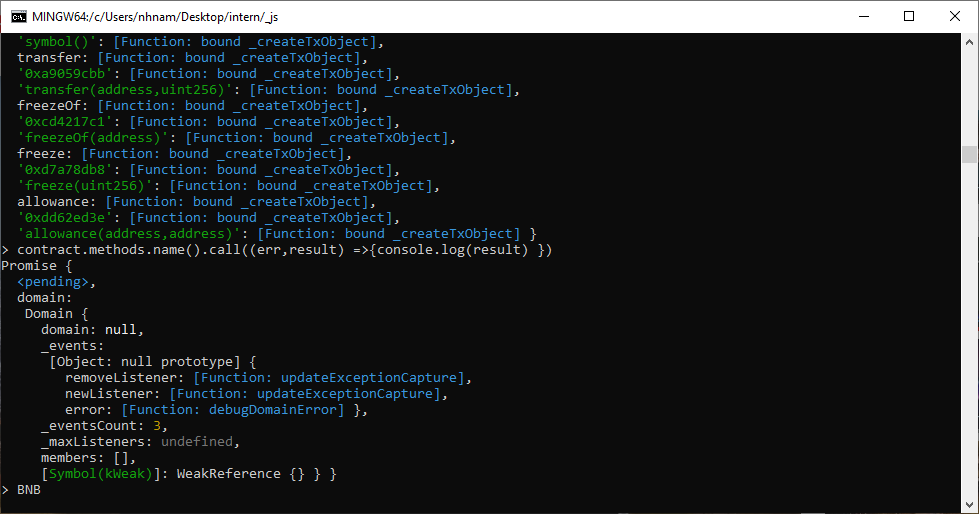 MINGW64:/c/Users/nhnam/Desktop/intern/_js
'symbol()': [Function: bound _createTxObject],
transfer: [Function: bound _createTxObject],
'0xa9059cbb': [Function: bound _createTxObject],
'transfer(address,uint256)': [Function: bound _createTxObject],
freezeOf: [Function: bound _createTxObject],
'0xcd4217c1': [Function: bound _createTxObject],
'freezeOf(address)': [Function: bound _createTxObject],
freeze: [Function: bound _createTxObject],
'0xd7a78db8': [Function: bound _createTxObject],
'freeze(uint256)': [Function: bound _createTxObject],
allowance: [Function: bound _createTxObject],
'0xdd62ed3e': [Function: bound _createTxObject],
'allowance(address,address)': [Function: bound _createTxObject] }
> contract.methods.name().call((err,result) =>{console.log(result) })
Promise {
<pending>,
domain:
Domain {
domain: null,
_events:
[Object: null prototype] {
removeListener: [Function: updateExceptionCapture],
newListener: [Function: updateExceptionCapture],
error: [Function: debugDomainError] },
_eventsCount: 3,
_maxListeners: undefined,
members: [],
[Symbol(kWeak)]: WeakReference {} } }
> BNB